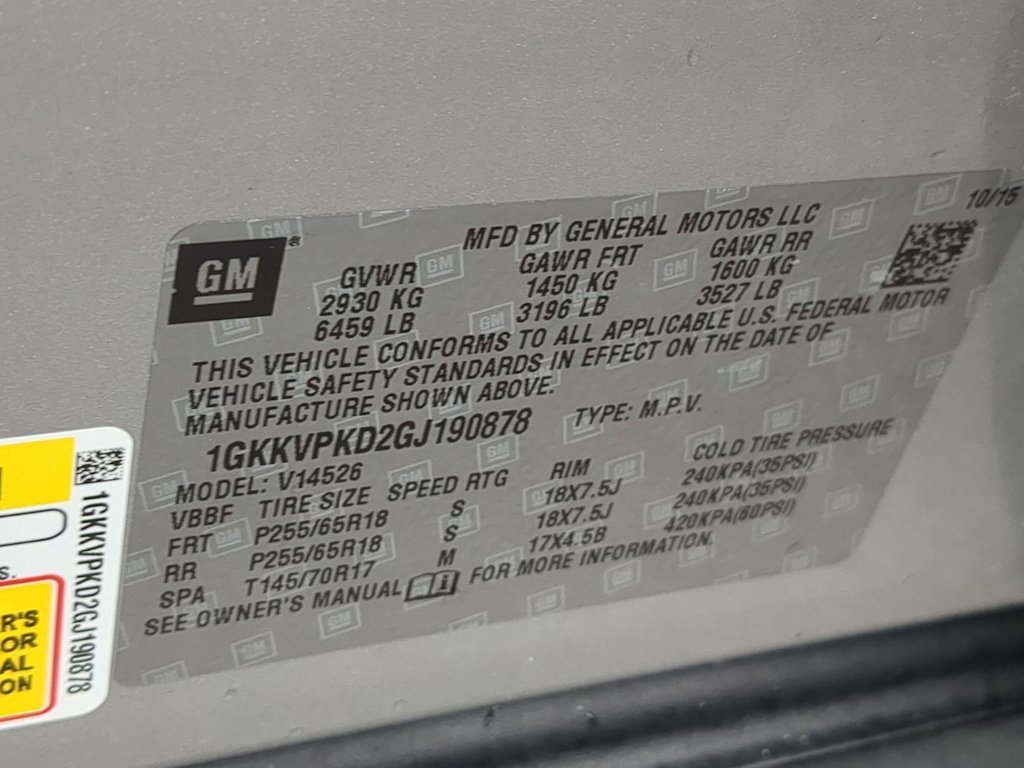 10/15
GM®
MFD BY GENERAL MOTORS LLC
GVWR GAWR FRT GAWR RR
2930 KG 1450 KG 1600 KG
6459 LB 3196 LB 3527 LB
THIS VEHICLE CONFORMS TO ALL APPLICABLE U.S. FEDERAL MOTOR
VEHICLE SAFETY STANDARDS IN EFFECT ON THE DATE OF
MANUFACTURE SHOWN ABOVE.
1GKKVPKD2GJ190878 TYPE: M.P.V.
MODEL: V14526
VBBF TIRE SIZE SPEED RTG RIM COLD TIRE PRESSURE
FRT P255/65R18 S 18X7.5J 240KPA(35PSI)
RR P255/65R18 S 18X7.5J 240KPA(35PSI)
SPA T145/70R17 M 17X4.5B 420KPA(60PSI)
SEE OWNER'S MANUAL FOR MORE INFORMATION.
1GKKVPKD2GJ190878
S.
R'S
OR
AL
ON